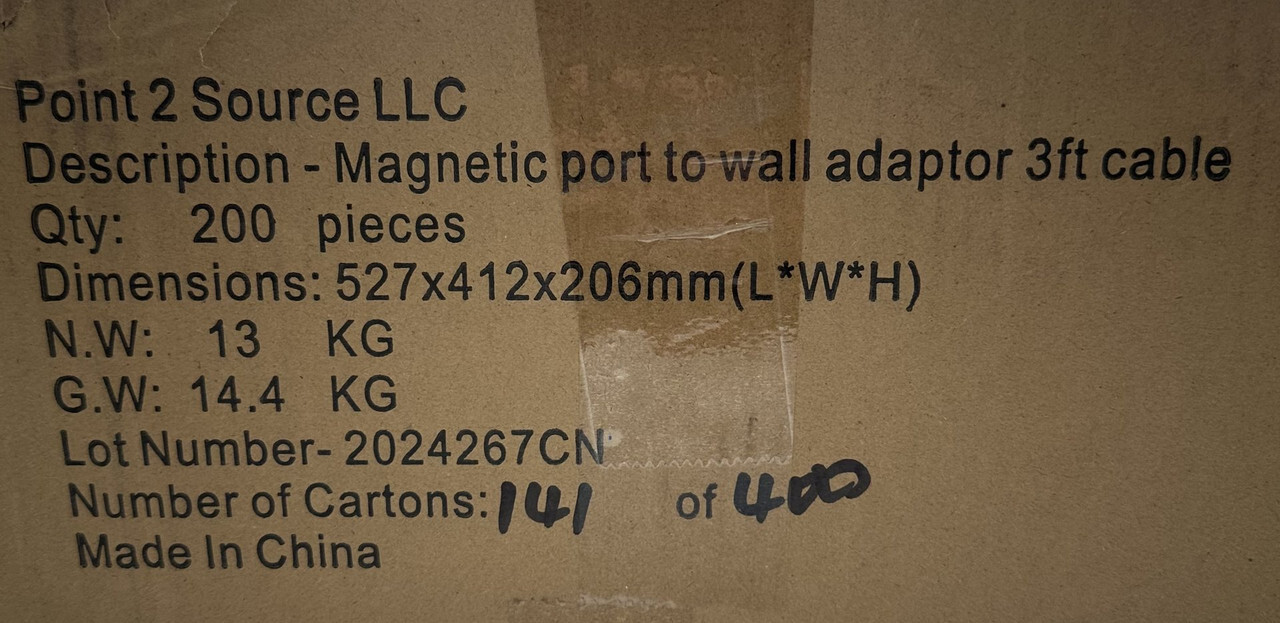 Point 2 Source LLC
Description - Magnetic port to wall adaptor 3ft cable
Qty: 200 pieces
Dimensions: 527x412x206mm(L*W*H)
N.W: 13 KG
G.W: 14.4 KG
Lot Number- 2024267CN
Number of Cartons: 141 of 400
Made In China